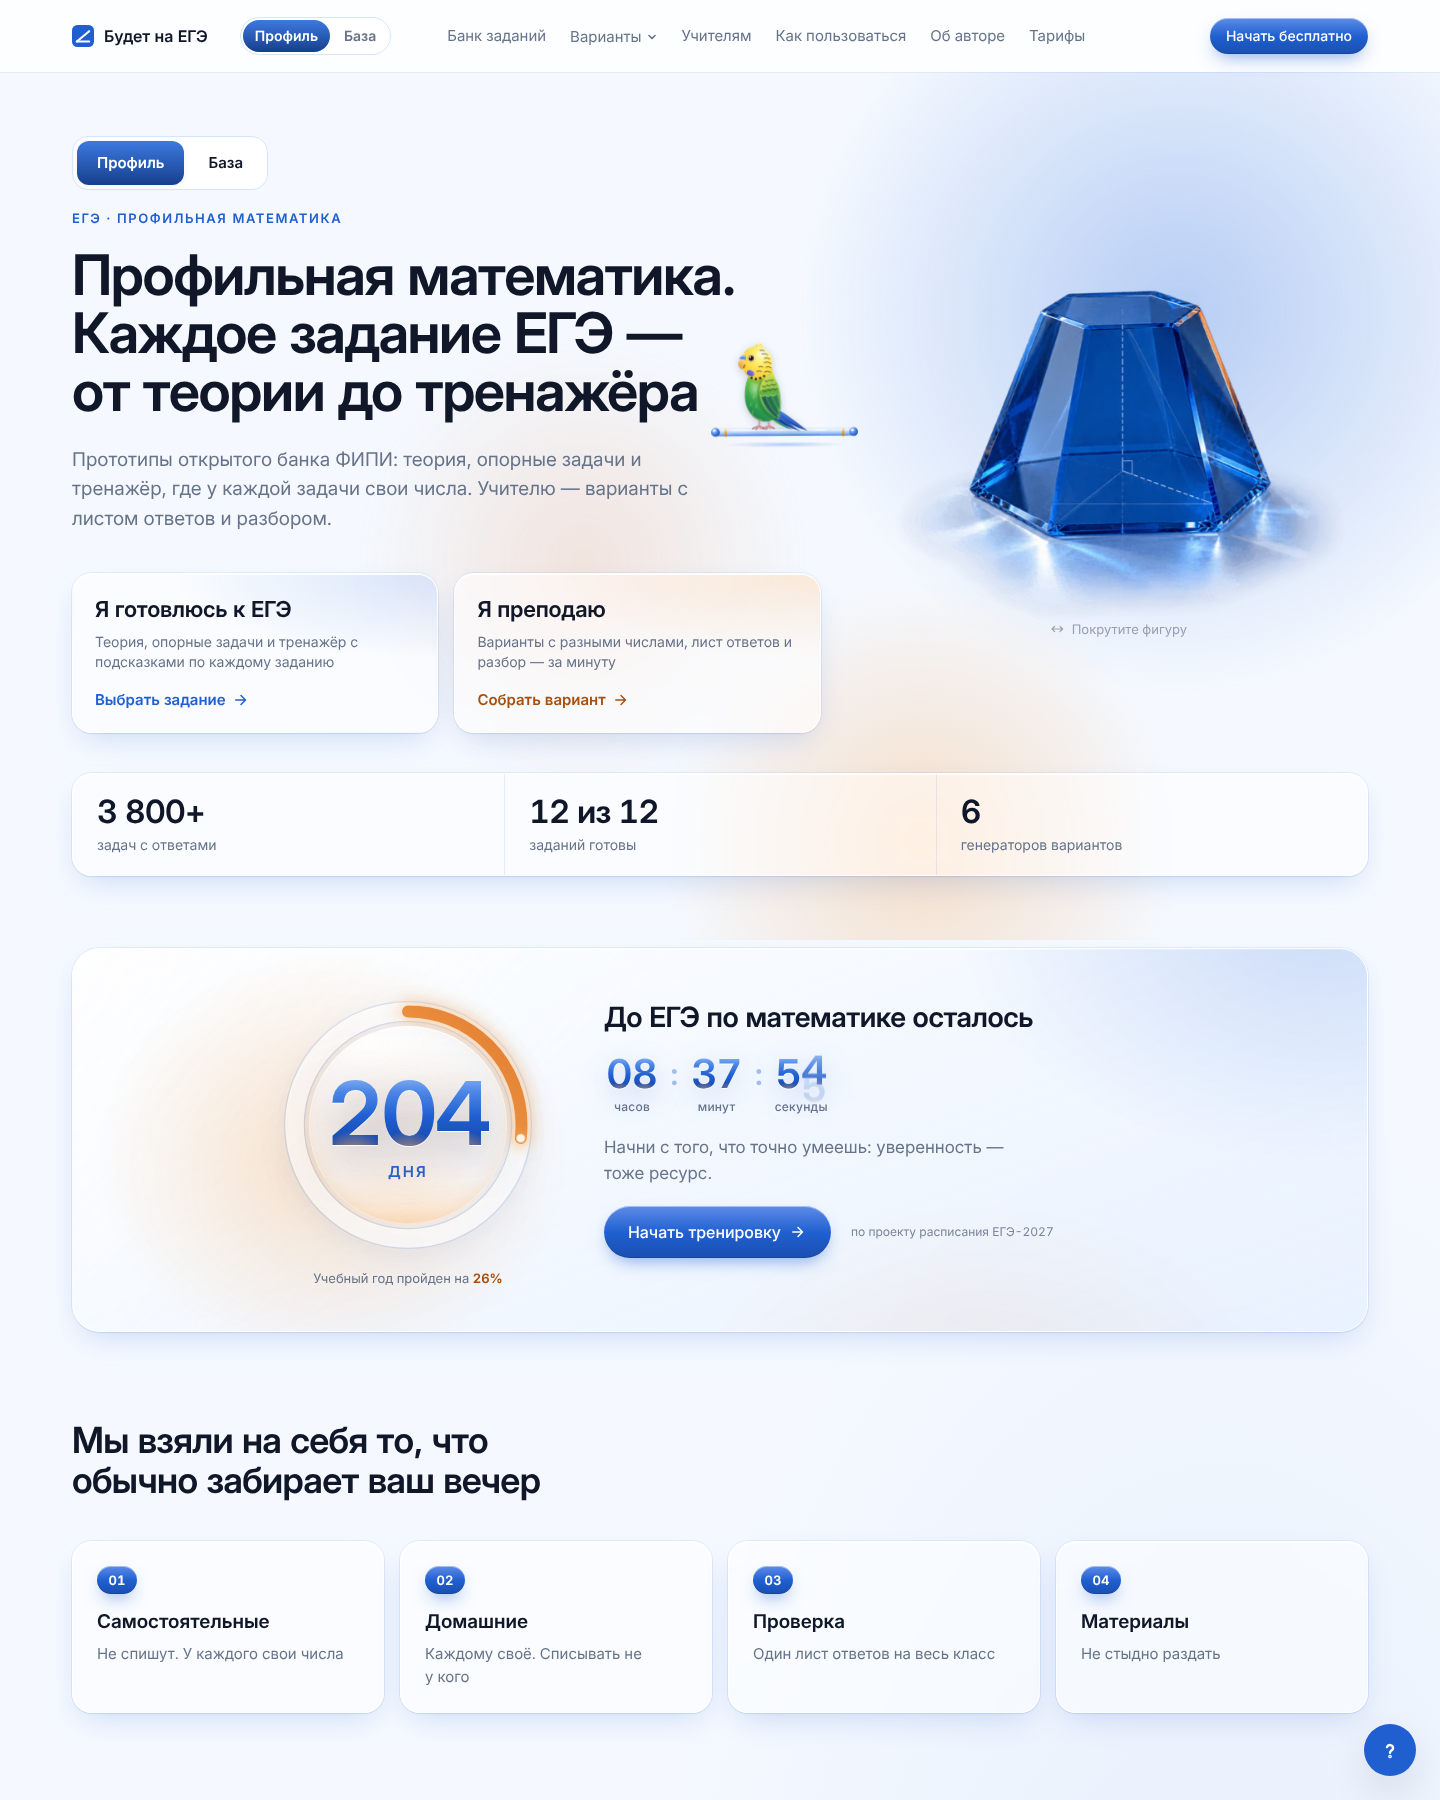 Будет на ЕГЭ
Профиль База
Банк заданий Варианты Учителям Как пользоваться Об авторе Тарифы
Начать бесплатно
Профиль База
ЕГЭ · ПРОФИЛЬНАЯ МАТЕМАТИКА
Профильная математика.
Каждое задание ЕГЭ —
от теории до тренажёра
Прототипы открытого банка ФИПИ: теория, опорные задачи и
тренажёр, где у каждой задачи свои числа. Учителю — варианты с
листом ответов и разбором.
Я готовлюсь к ЕГЭ
Теория, опорные задачи и тренажёр с
подсказками по каждому заданию
Выбрать задание →
Я преподаю
Варианты с разными числами, лист ответов и
разбор — за минуту
Собрать вариант →
↔ Покрутите фигуру
3 800+
задач с ответами
12 из 12
заданий готовы
6
генераторов вариантов
204
ДНЯ
Учебный год пройден на 26%
До ЕГЭ по математике осталось
08 : 37 : 54
часов минут секунды
Начни с того, что точно умеешь: уверенность —
тоже ресурс.
Начать тренировку →
по проекту расписания ЕГЭ-2027
Мы взяли на себя то, что
обычно забирает ваш вечер
01
Самостоятельные
Не спишут. У каждого свои числа
02
Домашние
Каждому своё. Списывать не
у кого
03
Проверка
Один лист ответов на весь класс
04
Материалы
Не стыдно раздать
?